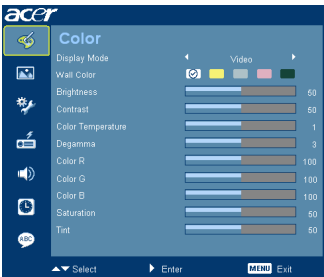 acer
Color
Display Mode Video
Wall Color
Brightness 50
Contrast 50
Color Temperature 1
Degamma 3
Color R 100
Color G 100
Color B 100
Saturation 50
Tint 50
ABC
Select Enter MENU Exit